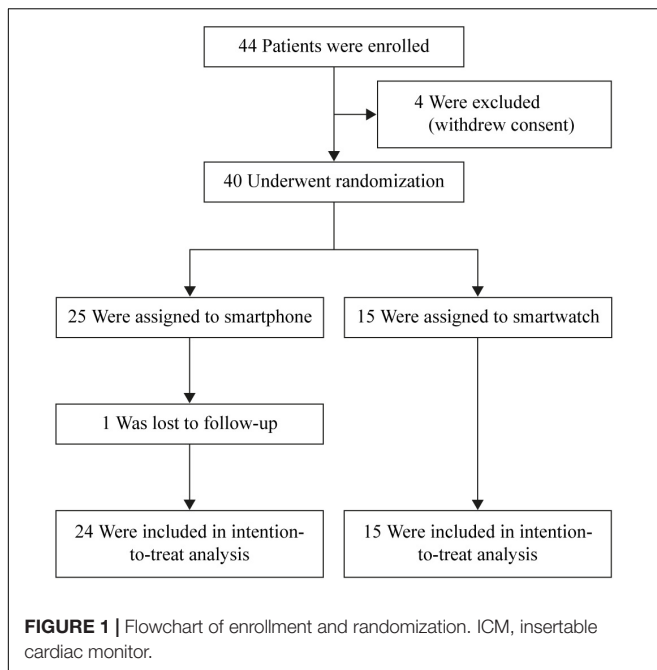 44 Patients were enrolled
4 Were excluded
(withdrew consent)
40 Underwent randomization
25 Were assigned to smartphone
15 Were assigned to smartwatch
1 Was lost to follow-up
24 Were included in intention-
to-treat analysis
15 Were included in intention-
to-treat analysis
FIGURE 1 | Flowchart of enrollment and randomization. ICM, insertable
cardiac monitor.